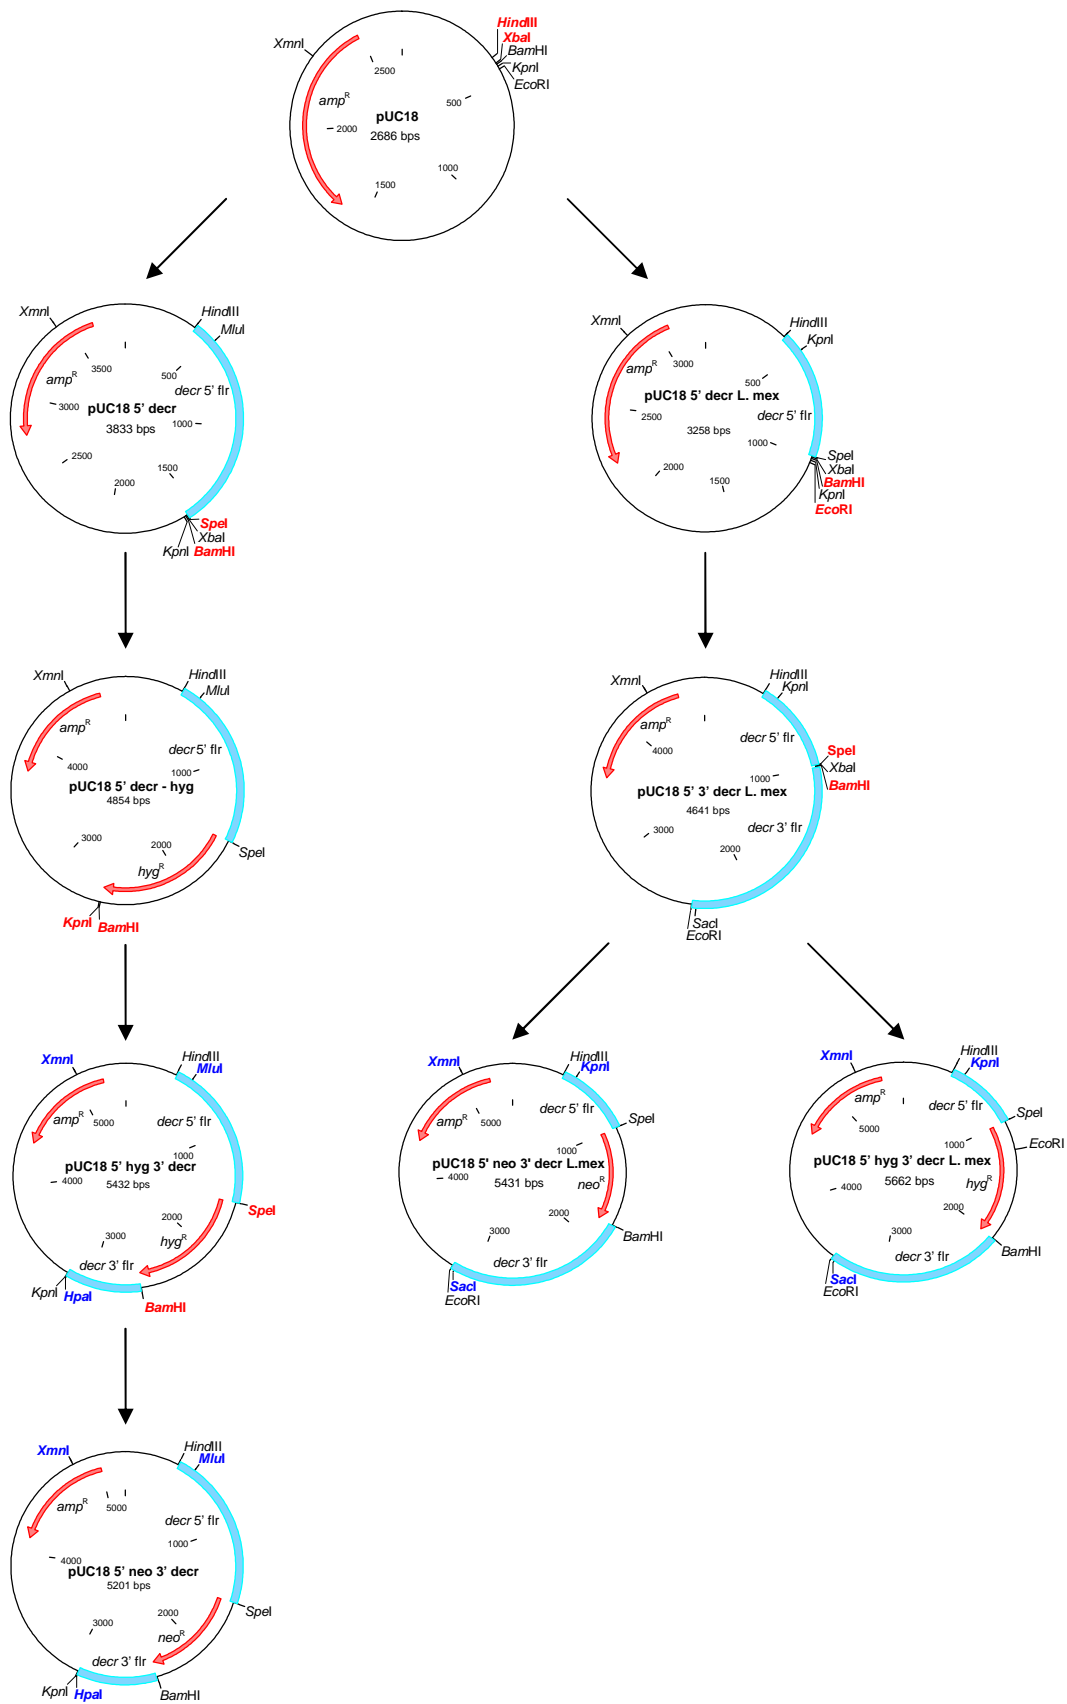 HindIII
XbaI
BamHI
KpnI
EcoRI
XmnI
2500
500
ampR
pUC18
2000
2686 bps
1000
1500
XmnI
HindIII
MluI
3500
500
ampR
decr 5’ flr
3000
pUC18 5’ decr
1000
3833 bps
2500
1500
2000
SpeI
XbaI
KpnI
BamHI
XmnI
HindIII
KpnI
3000
ampR
500
pUC18 5’ decr L. mex
2500
decr 5’ flr
3258 bps
1000
2000
1500
SpeI
XbaI
BamHI
KpnI
EcoRI
XmnI
HindIII
MluI
ampR
decr 5’ flr
4000
1000
pUC18 5’ decr - hyg
4854 bps
3000
2000
hygR
SpeI
KpnI
BamHI
XmnI
HindIII
KpnI
ampR
decr 5’ flr
4000
SpeI
XbaI
1000
BamHI
pUC18 5’ 3’ decr L. mex
4641 bps
decr 3’ flr
3000
2000
SacI
EcoRI
XmnI
HindIII
MluI
ampR
5000
decr 5’ flr
1000
pUC18 5’ hyg 3’ decr
4000
5432 bps
SpeI
2000
3000
hygR
decr 3’ flr
KpnI
HpaI
BamHI
XmnI
HindIII
KpnI
ampR
5000
decr 5’ flr
SpeI
1000
pUC18 5' neo 3' decr L.mex
4000
5431 bps
neoR
2000
3000
BamHI
decr 3’ flr
SacI
EcoRI
XmnI
HindIII
KpnI
ampR
5000
decr 5’ flr
SpeI
1000
EcoRI
pUC18 5’ hyg 3’ decr L. mex
4000
5662 bps
hygR
2000
3000
BamHI
decr 3’ flr
SacI
EcoRI
XmnI
HindIII
MluI
ampR
5000
decr 5’ flr
1000
4000
pUC18 5’ neo 3’ decr
5201 bps
SpeI
2000
3000
neoR
decr 3’ flr
KpnI
HpaI
BamHI